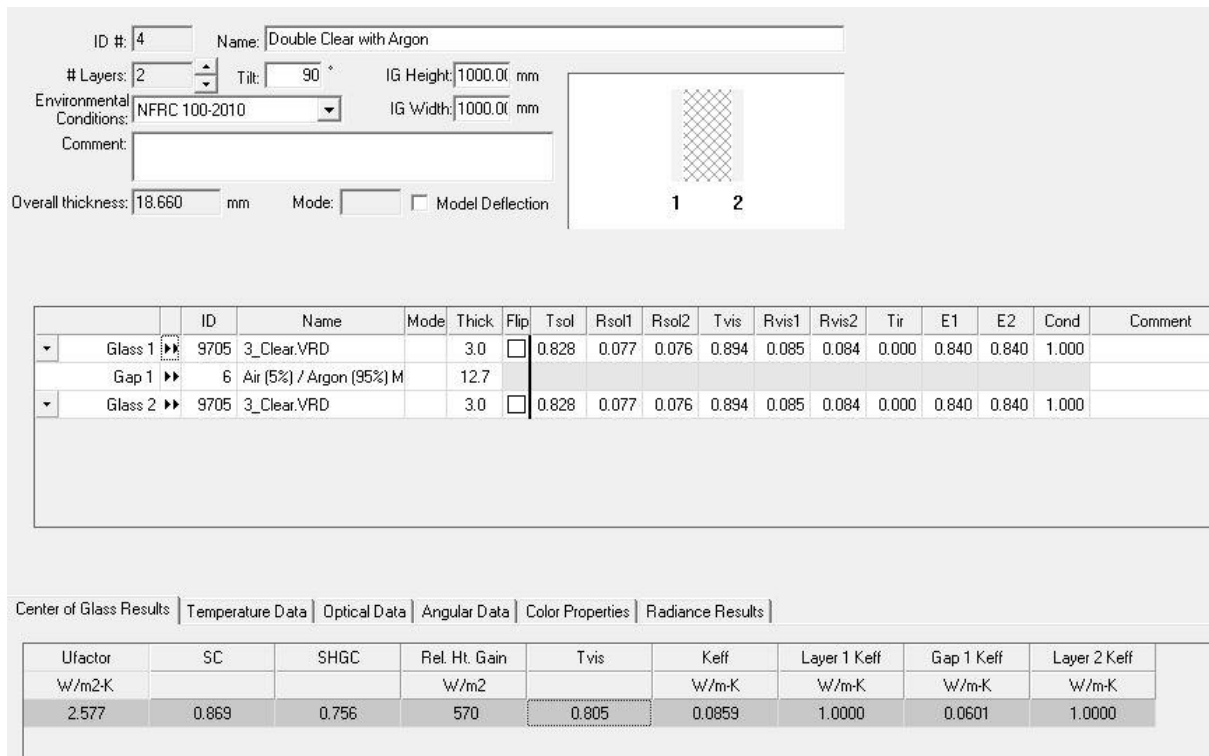 ID #: 4 Name: Double Clear with Argon
# Layers: 2 Tilt: 90 ° IG Height: 1000.00 mm
Environmental Conditions: NFRC 100-2010 IG Width: 1000.00 mm
Comment:
Overall thickness: 18.660 mm Mode: Model Deflection
1 2
ID Name Mode Thick Flip Tsol Rsol1 Rsol2 Tvis Rvis1 Rvis2 Tir E1 E2 Cond Comment
Glass 1 9705 3_Clear.VRD 3.0 0.828 0.077 0.076 0.894 0.085 0.084 0.000 0.840 0.840 1.000
Gap 1 6 Air (5%) / Argon (95%) M 12.7
Glass 2 9705 3_Clear.VRD 3.0 0.828 0.077 0.076 0.894 0.085 0.084 0.000 0.840 0.840 1.000
Center of Glass Results Temperature Data Optical Data Angular Data Color Properties Radiance Results
Ufactor SC SHGC Rel. Ht. Gain Tvis Keff Layer 1 Keff Gap 1 Keff Layer 2 Keff
W/m2-K W/m2 W/m-K W/m-K W/m-K W/m-K
2.577 0.869 0.756 570 0.805 0.0859 1.0000 0.0601 1.0000